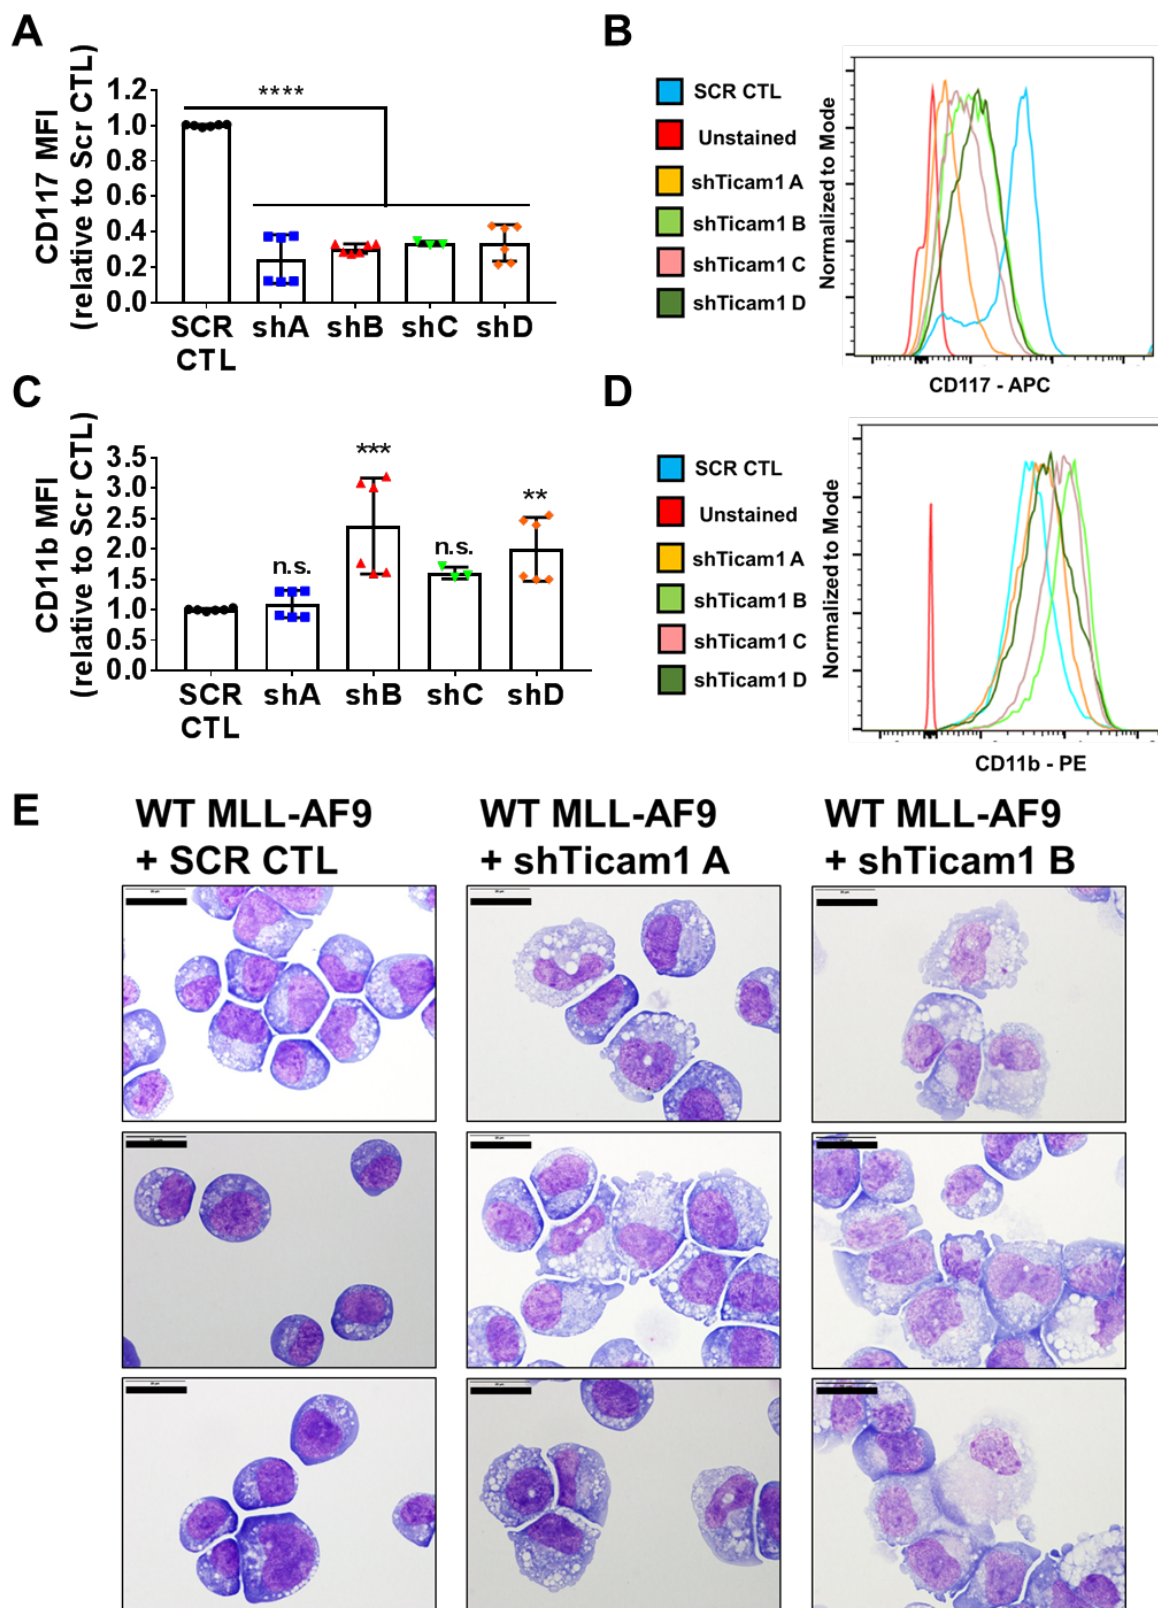 A
CD117 MFI
(relative to Scr CTL)
1.2
1.0
0.8
0.6
0.4
0.2
0.0
****
SCR CTL
shA
shB
shC
shD
B
SCR CTL
Unstained
shTicam1 A
shTicam1 B
shTicam1 C
shTicam1 D
Normalized to Mode
CD117 - APC
C
CD11b MFI
(relative to Scr CTL)
3.5
3.0
2.5
2.0
1.5
1.0
0.5
0.0
n.s.
***
n.s.
**
SCR CTL
shA
shB
shC
shD
D
SCR CTL
Unstained
shTicam1 A
shTicam1 B
shTicam1 C
shTicam1 D
Normalized to Mode
CD11b - PE
E
WT MLL-AF9
+ SCR CTL
WT MLL-AF9
+ shTicam1 A
WT MLL-AF9
+ shTicam1 B